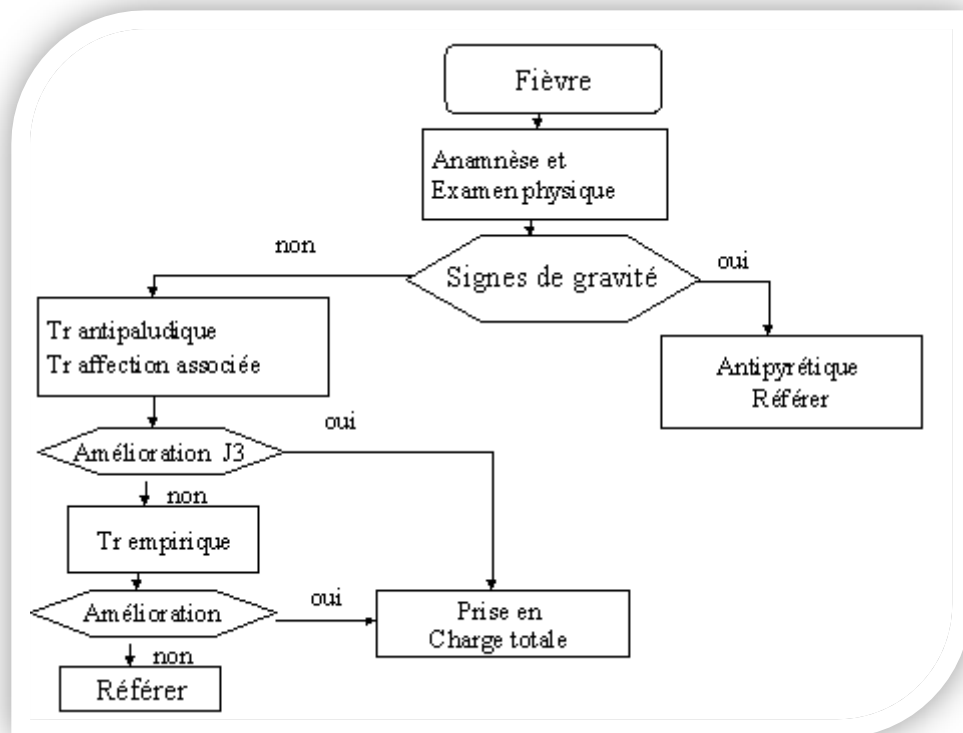 Fièvre
Anamnèse et
Examen physique
Signes de gravité
non
oui
Tr antipaludique
Tr affection associée
Antipyrétique
Référer
oui
Amélioration J3
non
Tr empirique
Amélioration
oui
Prise en
Charge totale
non
Référer